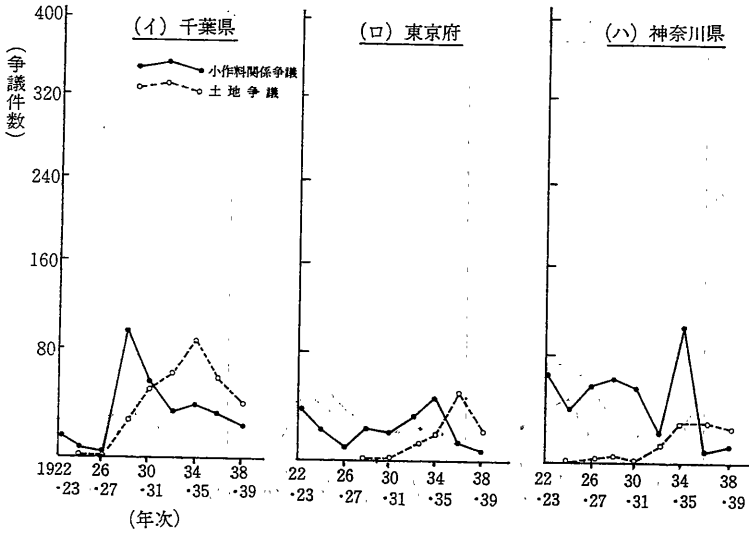 (イ) 千葉県
(ロ) 東京府
(ハ) 神奈川県
(争議件数)
400
320
240
160
80
小作料関係争議
土地争議
1922 26 30 34 38
・23 ・27 ・31 ・35 ・39
22 26 30 34 38
・23 ・27 ・31 ・35 ・39
22 26 30 34 38
・23 ・27 ・31 ・35 ・39
(年次)